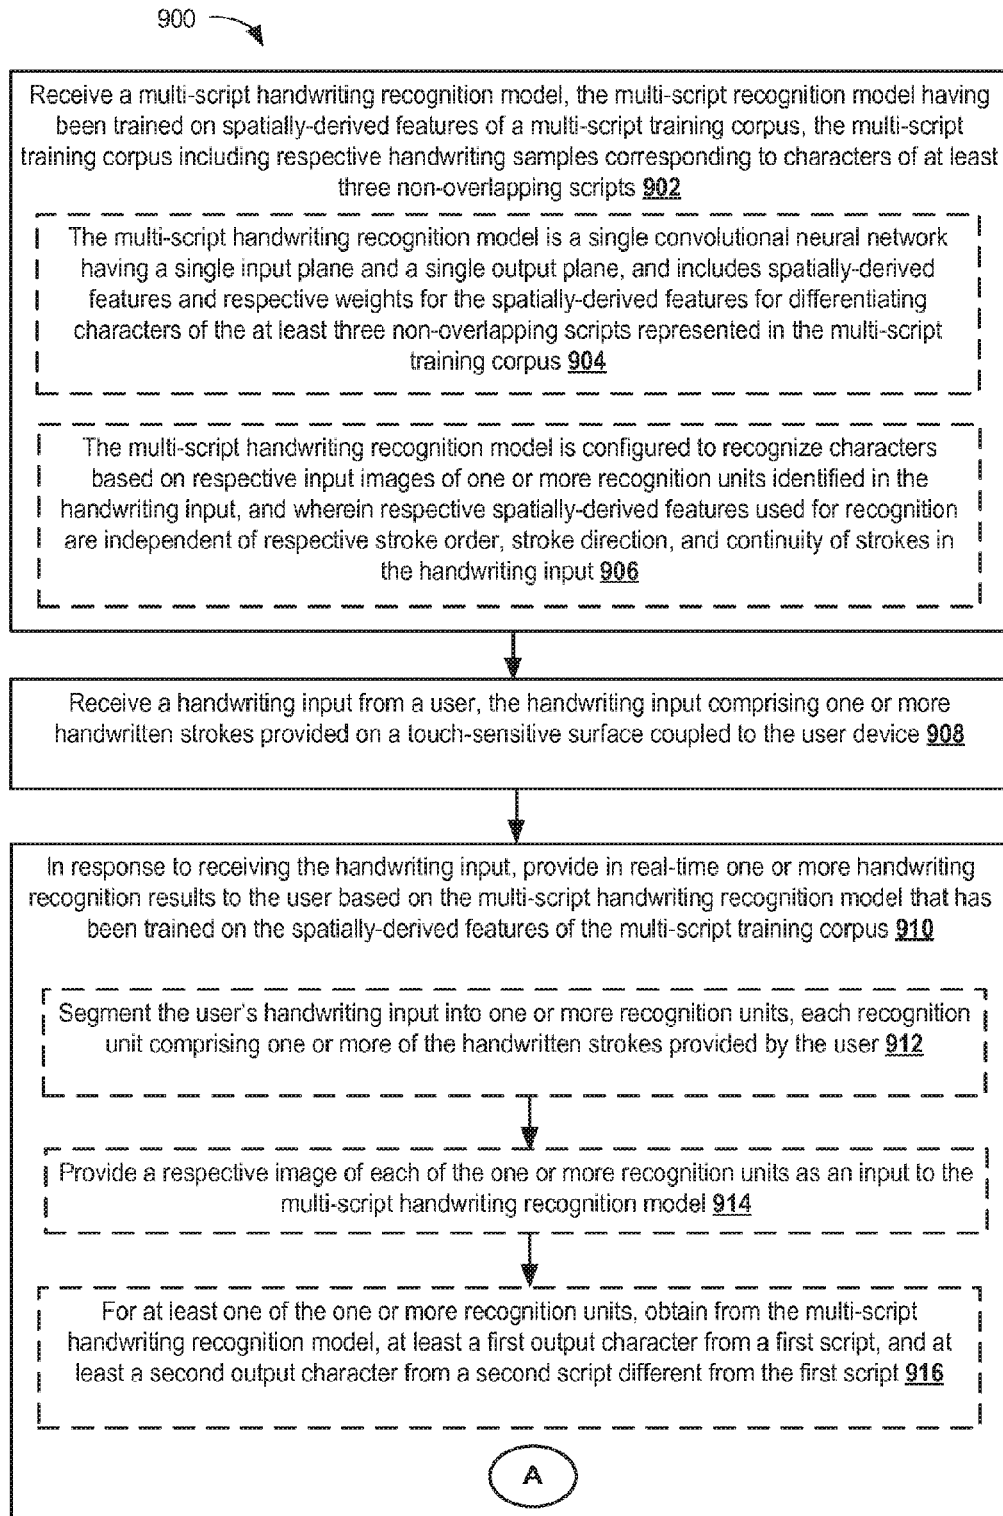 900
Receive a multi-script handwriting recognition model, the multi-script recognition model having
been trained on spatially-derived features of a multi-script training corpus, the multi-script
training corpus including respective handwriting samples corresponding to characters of at least
three non-overlapping scripts 902
The multi-script handwriting recognition model is a single convolutional neural network
having a single input plane and a single output plane, and includes spatially-derived
features and respective weights for the spatially-derived features for differentiating
characters of the at least three non-overlapping scripts represented in the multi-script
training corpus 904
The multi-script handwriting recognition model is configured to recognize characters
based on respective input images of one or more recognition units identified in the
handwriting input, and wherein respective spatially-derived features used for recognition
are independent of respective stroke order, stroke direction, and continuity of strokes in
the handwriting input 906
Receive a handwriting input from a user, the handwriting input comprising one or more
handwritten strokes provided on a touch-sensitive surface coupled to the user device 908
In response to receiving the handwriting input, provide in real-time one or more handwriting
recognition results to the user based on the multi-script handwriting recognition model that has
been trained on the spatially-derived features of the multi-script training corpus 910
Segment the user's handwriting input into one or more recognition units, each recognition
unit comprising one or more of the handwritten strokes provided by the user 912
Provide a respective image of each of the one or more recognition units as an input to the
multi-script handwriting recognition model 914
For at least one of the one or more recognition units, obtain from the multi-script
handwriting recognition model, at least a first output character from a first script, and at
least a second output character from a second script different from the first script 916
A